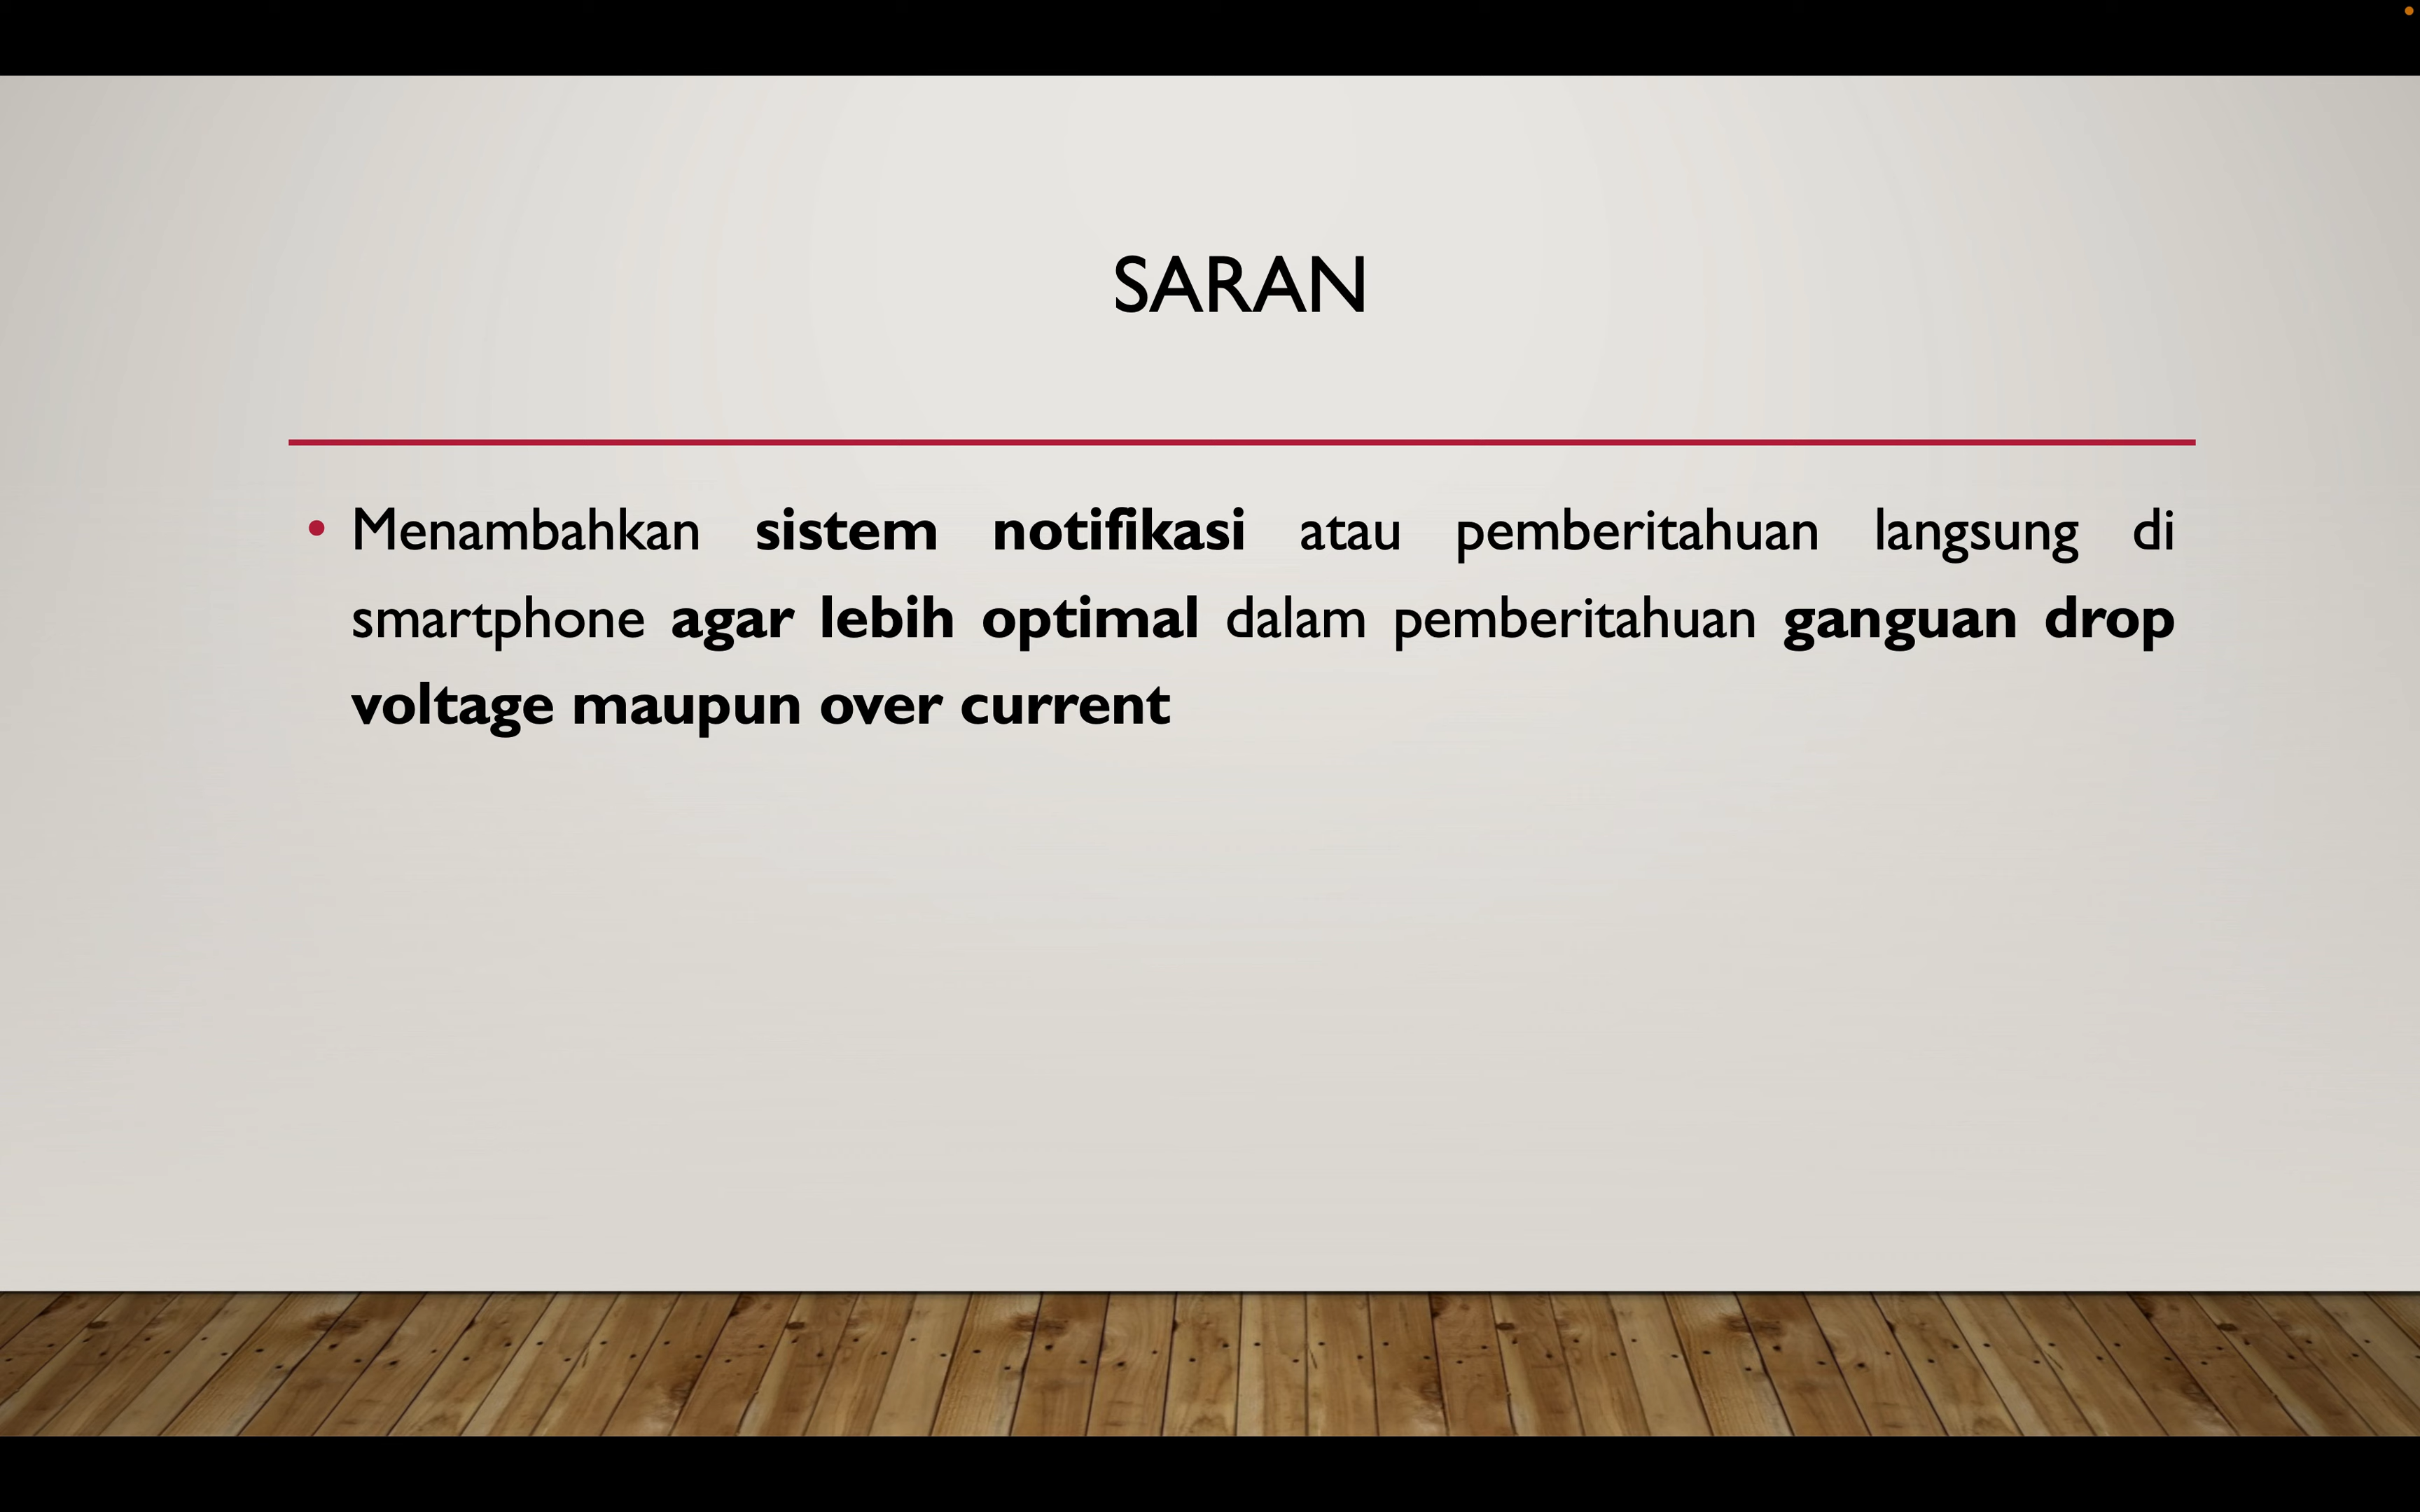 SARAN
• Menambahkan sistem notifikasi atau pemberitahuan langsung di
smartphone agar lebih optimal dalam pemberitahuan ganguan drop
voltage maupun over current